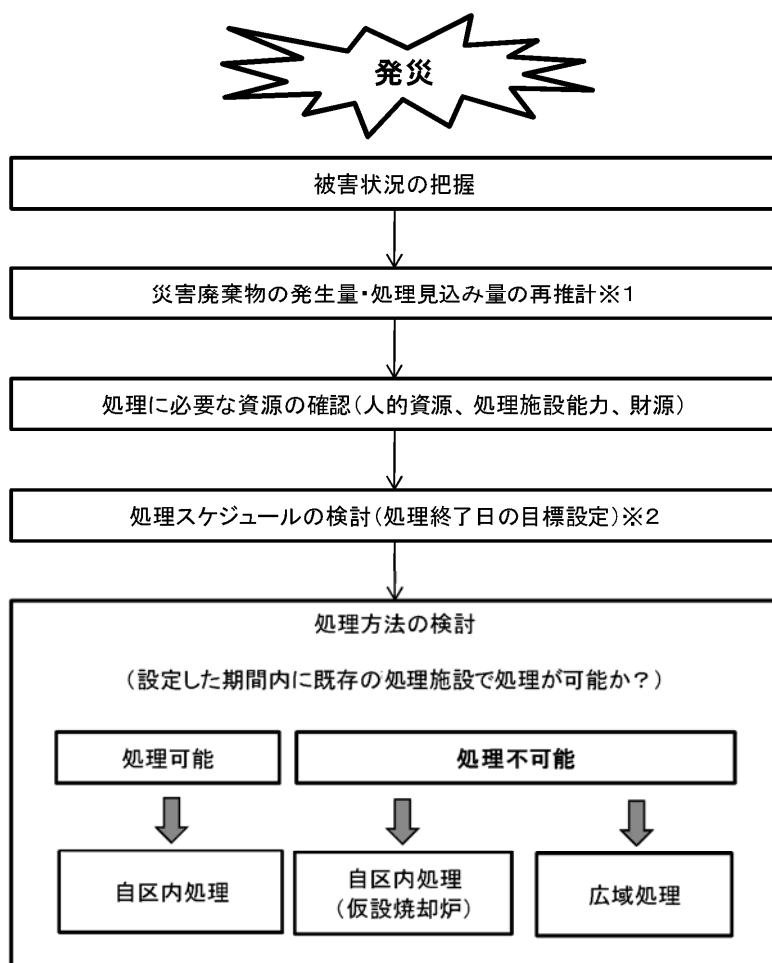 発災
被害状況の把握
災害廃棄物の発生量・処理見込み量の再推計※1
処理に必要な資源の確認(人的資源、処理施設能力、財源)
処理スケジュールの検討(処理終了日の目標設定)※2
処理方法の検討
(設定した期間内に既存の処理施設で処理が可能か?)
処理可能
処理不可能
自区内処理
自区内処理
(仮設焼却炉)
広域処理